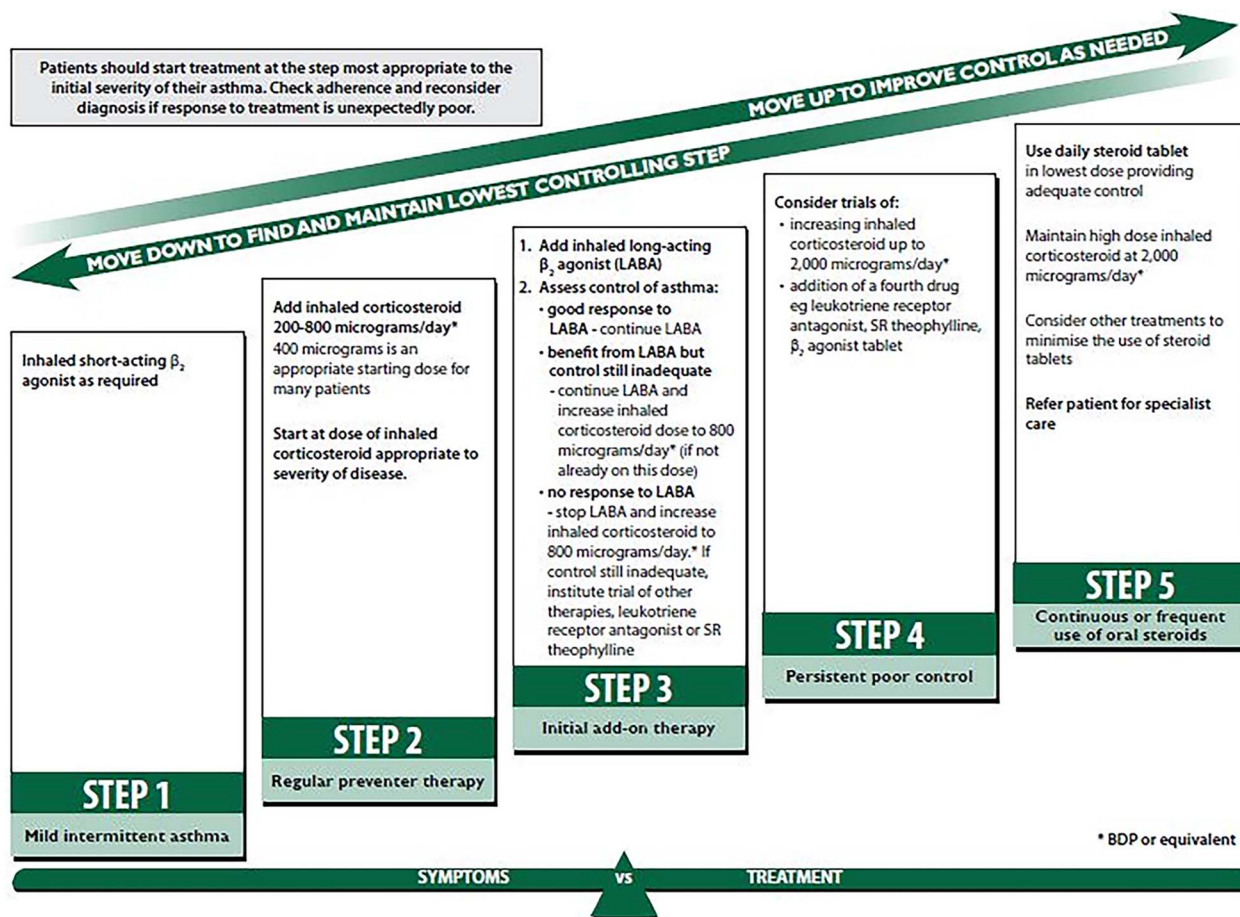 Patients should start treatment at the step most appropriate to the
initial severity of their asthma. Check adherence and reconsider
diagnosis if response to treatment is unexpectedly poor.
MOVE UP TO IMPROVE CONTROL AS NEEDED
MOVE DOWN TO FIND AND MAINTAIN LOWEST CONTROLLING STEP
Inhaled short-acting β₂
agonist as required
STEP 1
Mild intermittent asthma
Add inhaled corticosteroid
200-800 micrograms/day*
400 micrograms is an
appropriate starting dose for
many patients
Start at dose of inhaled
corticosteroid appropriate to
severity of disease.
STEP 2
Regular preventer therapy
1. Add inhaled long-acting
β₂ agonist (LABA)
2. Assess control of asthma:
• good response to
LABA - continue LABA
• benefit from LABA but
control still inadequate
- continue LABA and
increase inhaled
corticosteroid dose to 800
micrograms/day* (if not
already on this dose)
• no response to LABA
- stop LABA and increase
inhaled corticosteroid to
800 micrograms/day.* If
control still inadequate,
institute trial of other
therapies, leukotriene
receptor antagonist or SR
theophylline
STEP 3
Initial add-on therapy
Consider trials of:
• increasing inhaled
corticosteroid up to
2,000 micrograms/day*
• addition of a fourth drug
eg leukotriene receptor
antagonist, SR theophylline,
β₂ agonist tablet
STEP 4
Persistent poor control
Use daily steroid tablet
in lowest dose providing
adequate control
Maintain high dose inhaled
corticosteroid at 2,000
micrograms/day*
Consider other treatments to
minimise the use of steroid
tablets
Refer patient for specialist
care
STEP 5
Continuous or frequent
use of oral steroids
* BDP or equivalent
SYMPTOMS vs TREATMENT